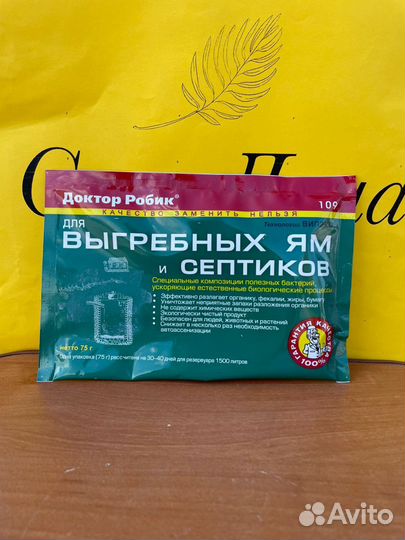 Доктор Робик®
109
КАЧЕСТВО ЗАМЕНИТЬ НЕЛЬЗЯ
для
ВЫГРЕБНЫХ ЯМ
и СЕПТИКОВ
Специальные композиции полезных бактерий,
ускоряющие естественные биологические процессы
Эффективно разлагает органику, фекалии, жиры, бумагу
Уничтожает неприятные запахи разложения органики
Не содержит химических веществ
Экологически чистый продукт
Безопасен для людей, животных и растений
Снижает в несколько раз необходимость
автоассенизации
нетто 75 г.
Одна упаковка (75 г) рассчитана на 30-40 дней для резервуара 1500 литров
100% ГАРАНТИЯ КАЧЕСТВА
Avito